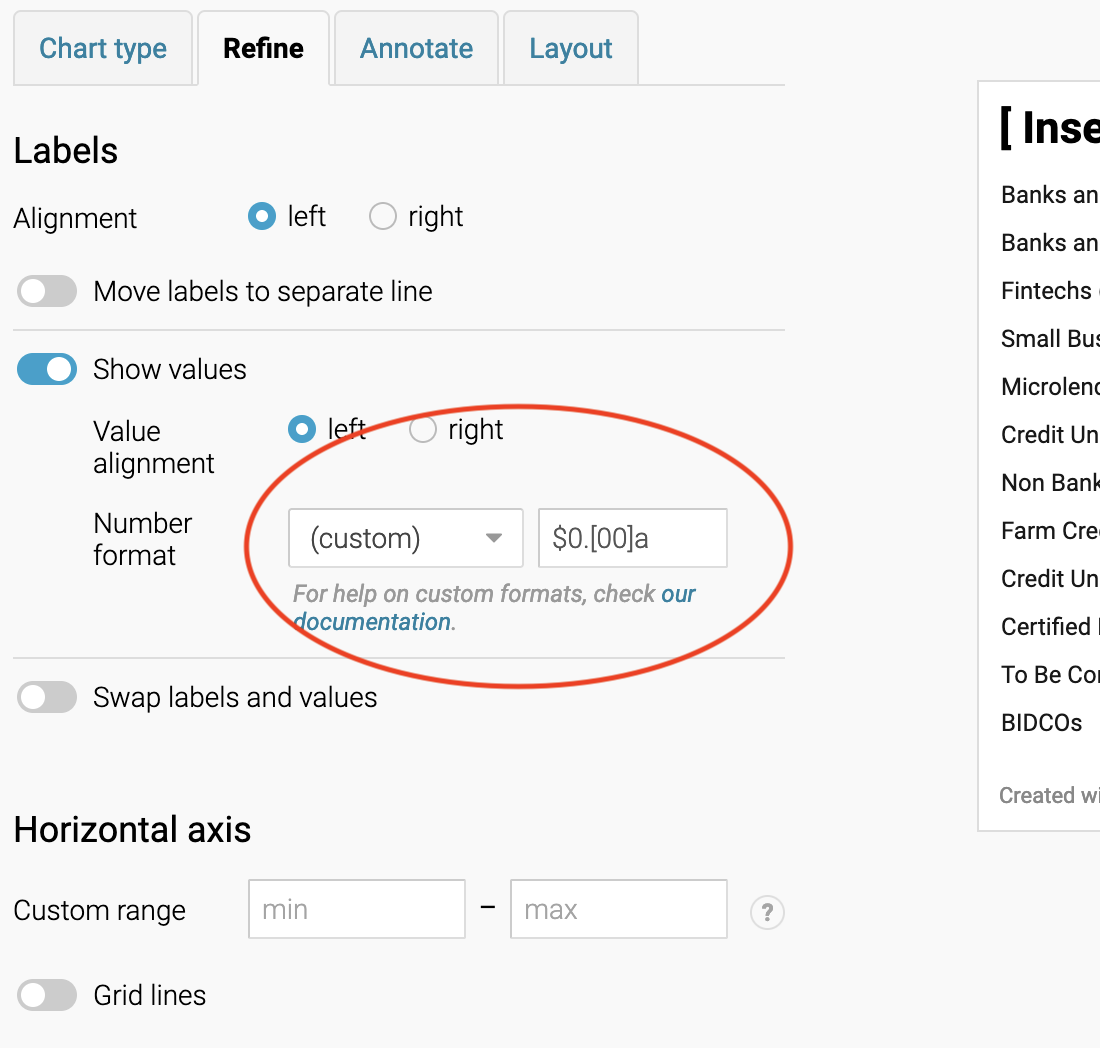 Chart type Refine Annotate Layout
Labels
Alignment left right
Move labels to separate line
Show values
Value alignment left right
Number format (custom) $0.[00]a
For help on custom formats, check our
documentation.
Swap labels and values
Horizontal axis
Custom range min – max ?
Grid lines
[ Inse
Banks an
Banks an
Fintechs
Small Bus
Microlend
Credit Un
Non Bank
Farm Cre
Credit Un
Certified
To Be Con
BIDCOs
Created wi